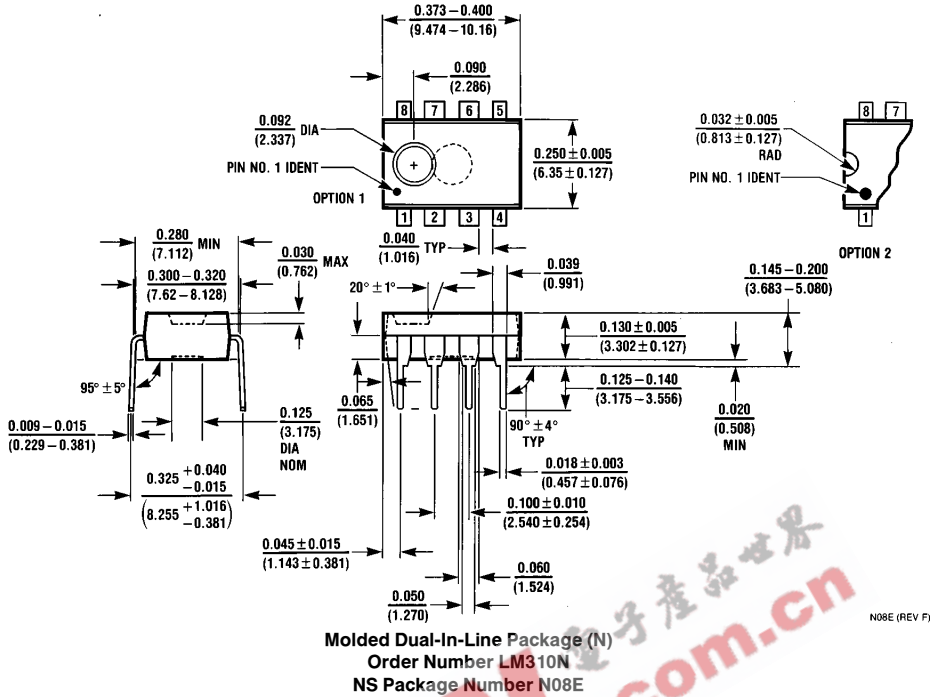 0.373 – 0.400
(9.474 – 10.16)
0.090
(2.286)
8 7 6 5
0.092 DIA
(2.337)
+
PIN NO. 1 IDENT
OPTION 1
1 2 3 4
0.250 ± 0.005
(6.35 ± 0.127)
0.032 ± 0.005
(0.813 ± 0.127)
RAD
PIN NO. 1 IDENT
8 7
1
OPTION 2
0.280 MIN
(7.112)
0.030 MAX
(0.762)
0.300 – 0.320
(7.62 – 8.128)
0.040 TYP
(1.016)
0.039
(0.991)
20° ± 1°
0.145 – 0.200
(3.683 – 5.080)
0.130 ± 0.005
(3.302 ± 0.127)
95° ± 5°
0.065
(1.651)
0.125 – 0.140
(3.175 – 3.556)
90° ± 4°
TYP
0.020
(0.508)
MIN
0.009 – 0.015
(0.229 – 0.381)
0.125
(3.175)
DIA
NOM
0.018 ± 0.003
(0.457 ± 0.076)
0.325 +0.040
−0.015
(8.255 +1.016
−0.381)
0.100 ± 0.010
(2.540 ± 0.254)
0.045 ± 0.015
(1.143 ± 0.381)
0.060
(1.524)
0.050
(1.270)
N08E (REV F)
Molded Dual-In-Line Package (N)
Order Number LM310N
NS Package Number N08E
電子產品世界
com.cn